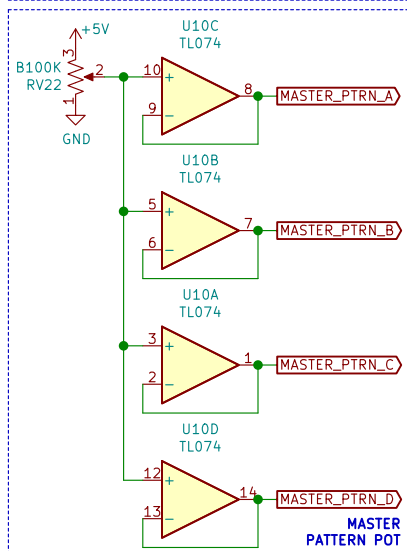 U10C
TL074
+5V
3
B100K
RV22
2
1
GND
10
+
9
−
8
MASTER_PTRN_A
U10B
TL074
5
+
6
−
7
MASTER_PTRN_B
U10A
TL074
3
+
2
−
1
MASTER_PTRN_C
U10D
TL074
12
+
13
−
14
MASTER_PTRN_D
MASTER
PATTERN POT